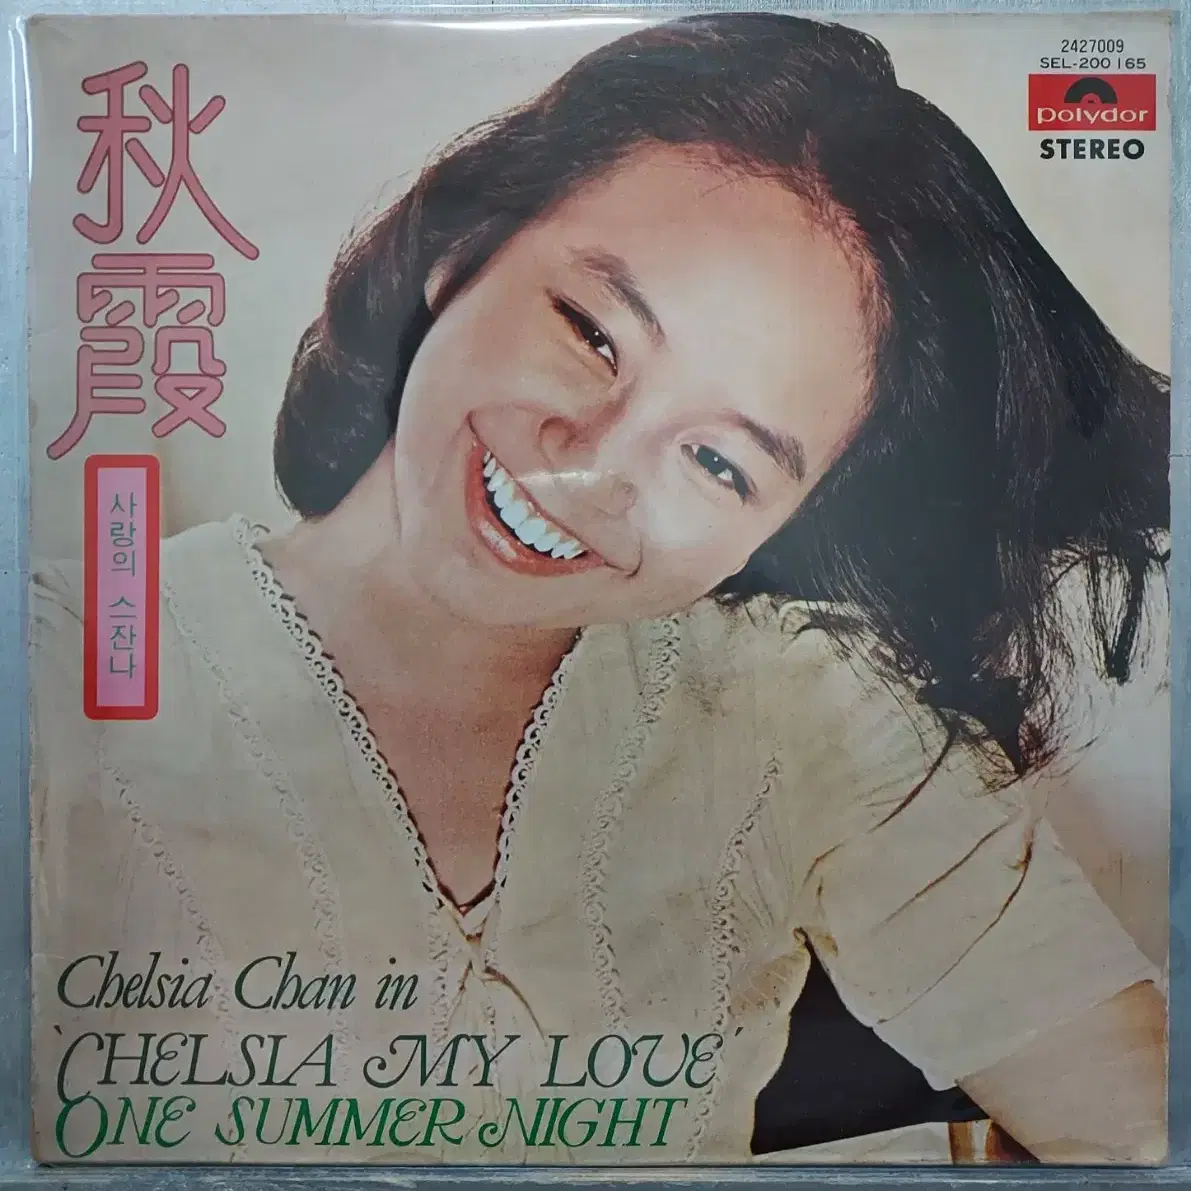 2427009
SEL-200 165
polydor
STEREO
秋霞
사랑의 스잔나
Chelsia Chan in
'CHELSIA MY LOVE'
ONE SUMMER NIGHT